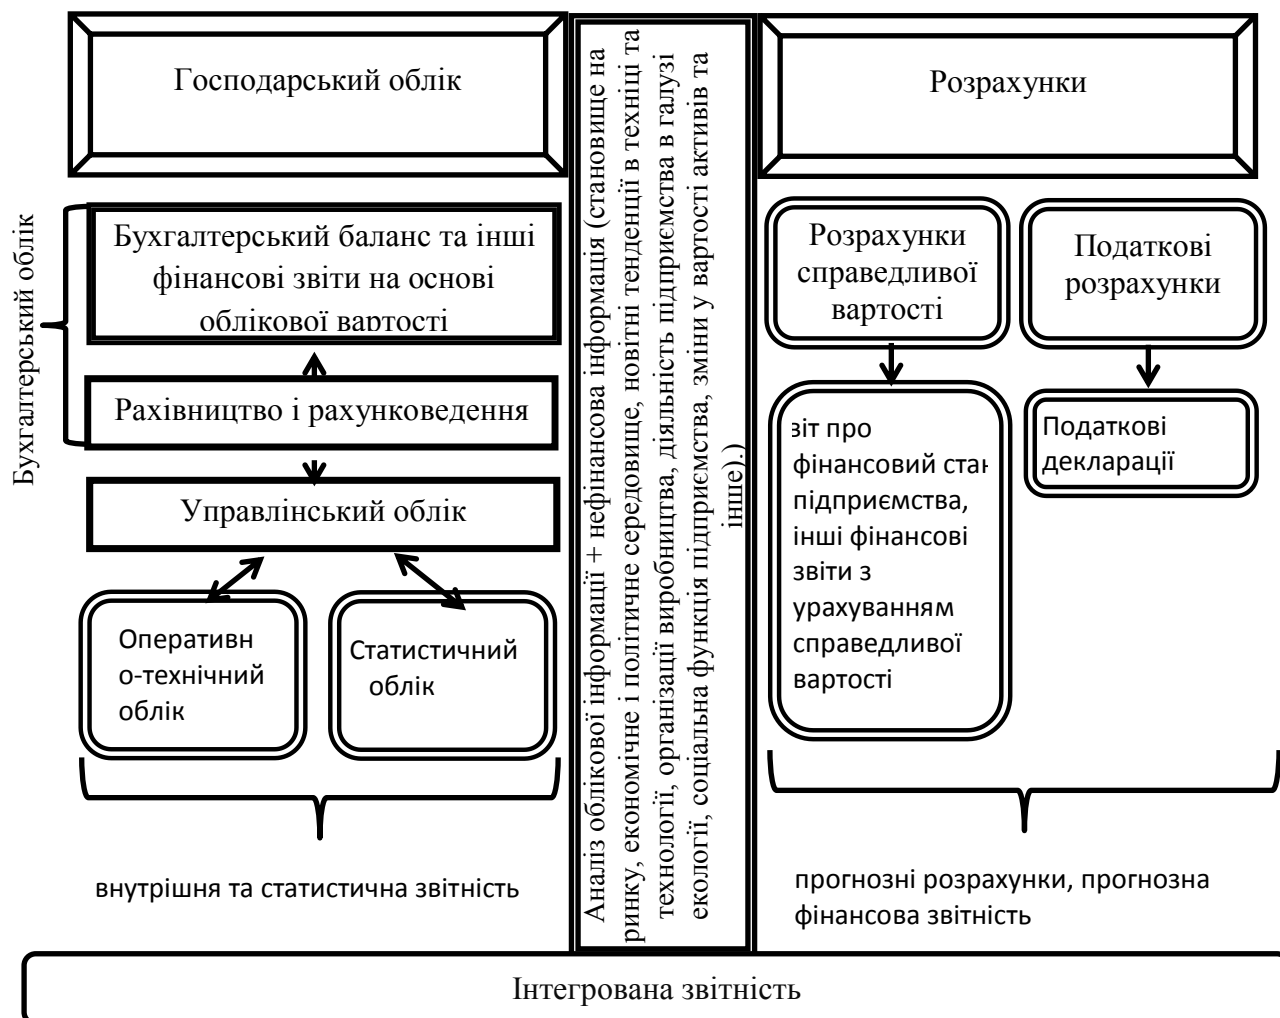 Господарський облік
Бухгалтерський облік
Бухгалтерський баланс та інші
фінансові звіти на основі
облікової вартості
Рахівництво і рахунковедення
Управлінський облік
Оперативн
о-технічний
облік
Статистичний
облік
внутрішня та статистична звітність
Аналіз облікової інформації + нефінансова інформація (становище на
ринку, економічне і політичне середовище, новітні тенденції в техніці та
технології, організації виробництва, діяльність підприємства в галузі
екології, соціальна функція підприємства, зміни у вартості активів та
інше).)
Розрахунки
Розрахунки
справедливої
вартості
Податкові
розрахунки
віт про
фінансовий стан
підприємства,
інші фінансові
звіти з
урахуванням
справедливої
вартості
Податкові
декларації
прогнозні розрахунки, прогнозна
фінансова звітність
Інтегрована звітність